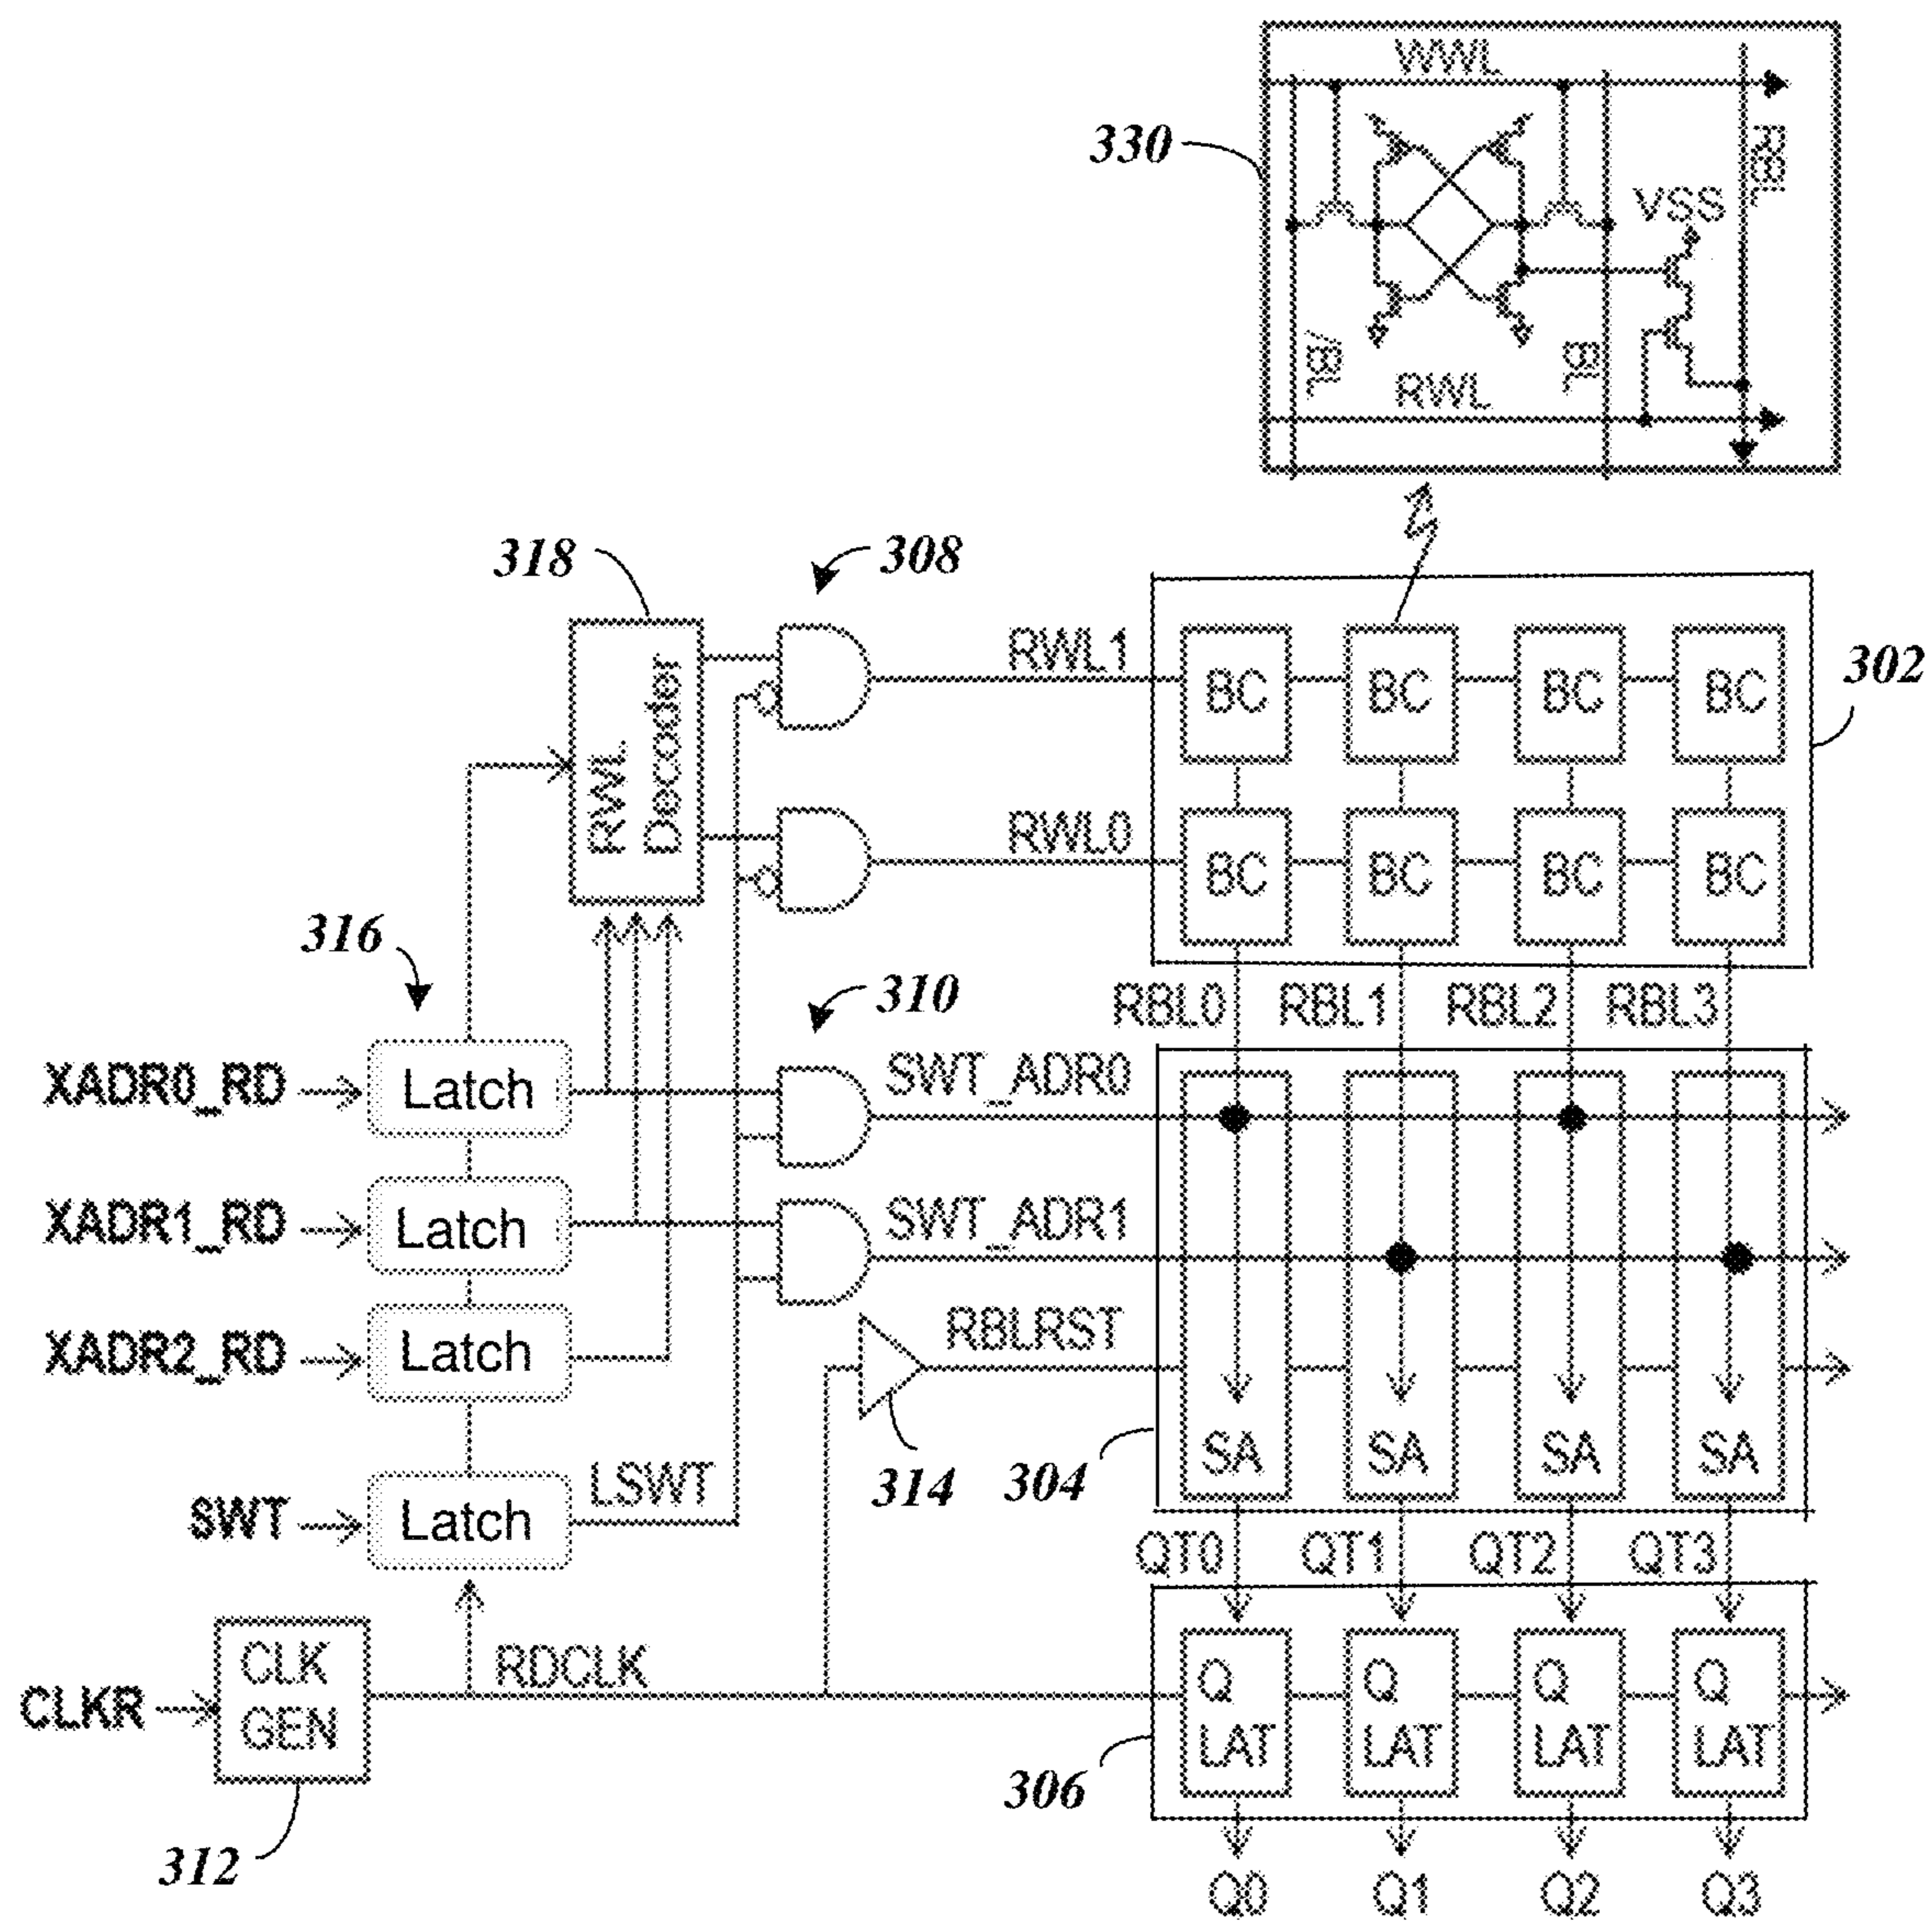 WWL
330
RBL
VSS
/BL
BL
RWL
318
308
RWL Decoder
RWL1
BC BC BC BC
302
RWL0
BC BC BC BC
316
310
RBL0 RBL1 RBL2 RBL3
XADR0_RD
Latch
SWT_ADR0
XADR1_RD
Latch
SWT_ADR1
XADR2_RD
Latch
RBLRST
314
304
SA SA SA SA
SWT
Latch
LSWT
QT0 QT1 QT2 QT3
CLKR
CLK
GEN
RDCLK
Q Q Q Q
LAT LAT LAT LAT
306
312
Q0 Q1 Q2 Q3